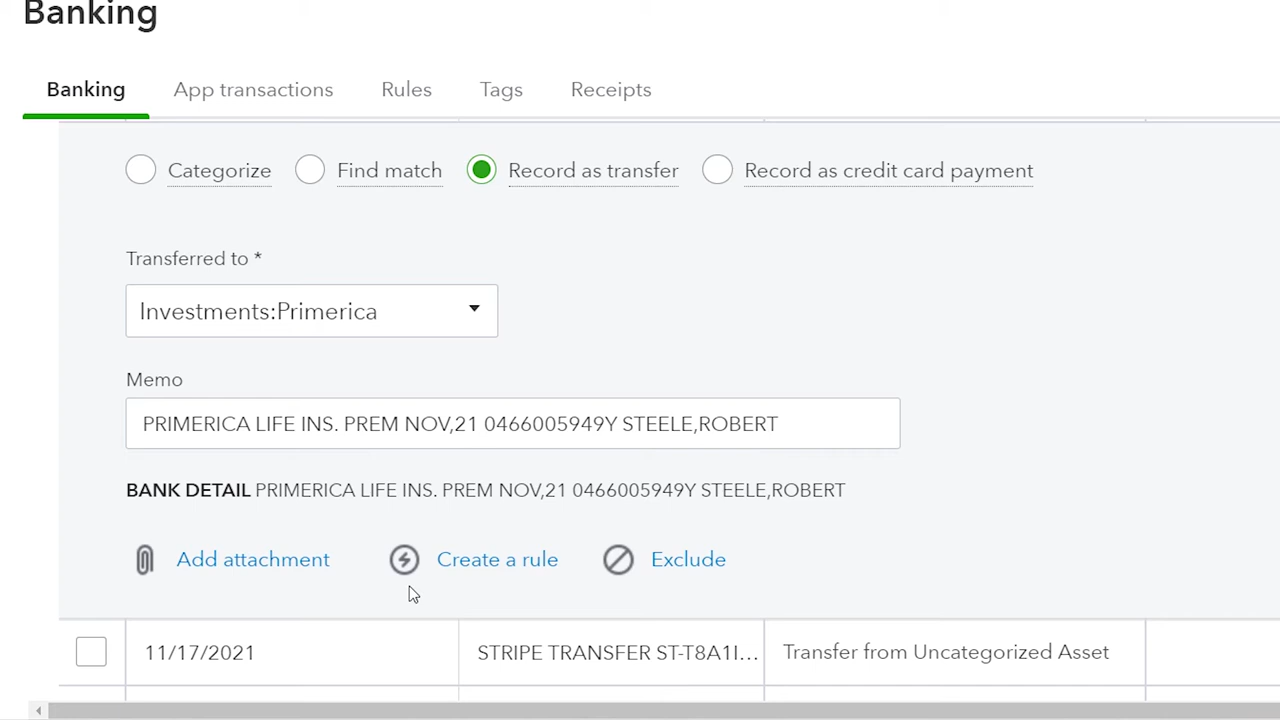 Banking
Banking App transactions Rules Tags Receipts
Categorize Find match Record as transfer Record as credit card payment
Transferred to *
Investments:Primerica
Memo
PRIMERICA LIFE INS. PREM NOV,21 0466005949Y STEELE,ROBERT
BANK DETAIL PRIMERICA LIFE INS. PREM NOV,21 0466005949Y STEELE,ROBERT
Add attachment Create a rule Exclude
11/17/2021 STRIPE TRANSFER ST-T8A1I... Transfer from Uncategorized Asset